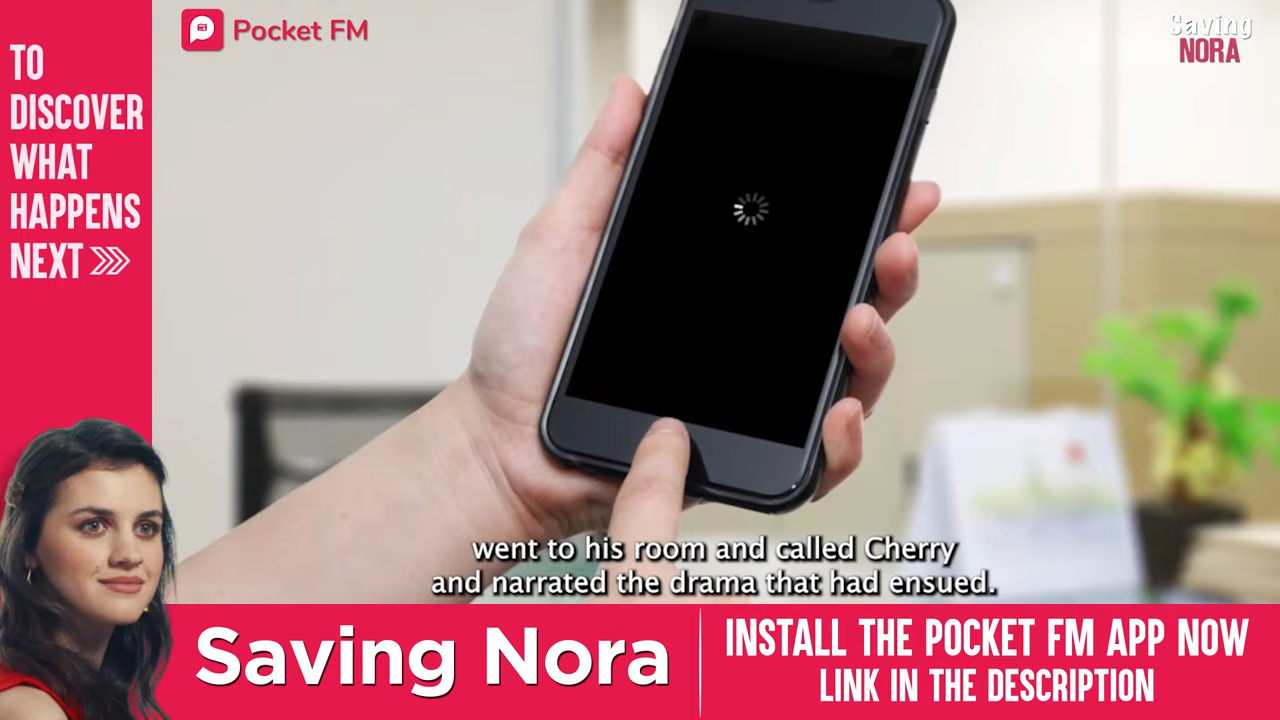 Pocket FM
Saving
NORA
TO
DISCOVER
WHAT
HAPPENS
NEXT
went to his room and called Cherry
and narrated the drama that had ensued.
Saving Nora
INSTALL THE POCKET FM APP NOW
LINK IN THE DESCRIPTION